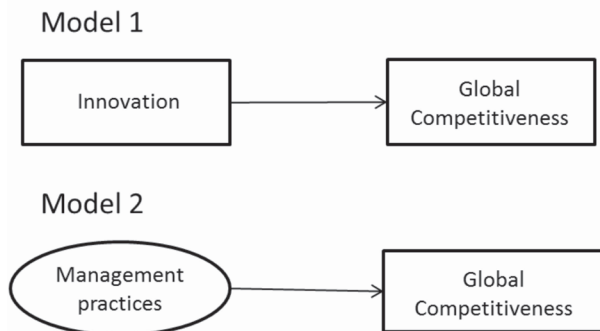 Model 1
Innovation
Global
Competitiveness
Model 2
Management
practices
Global
Competitiveness